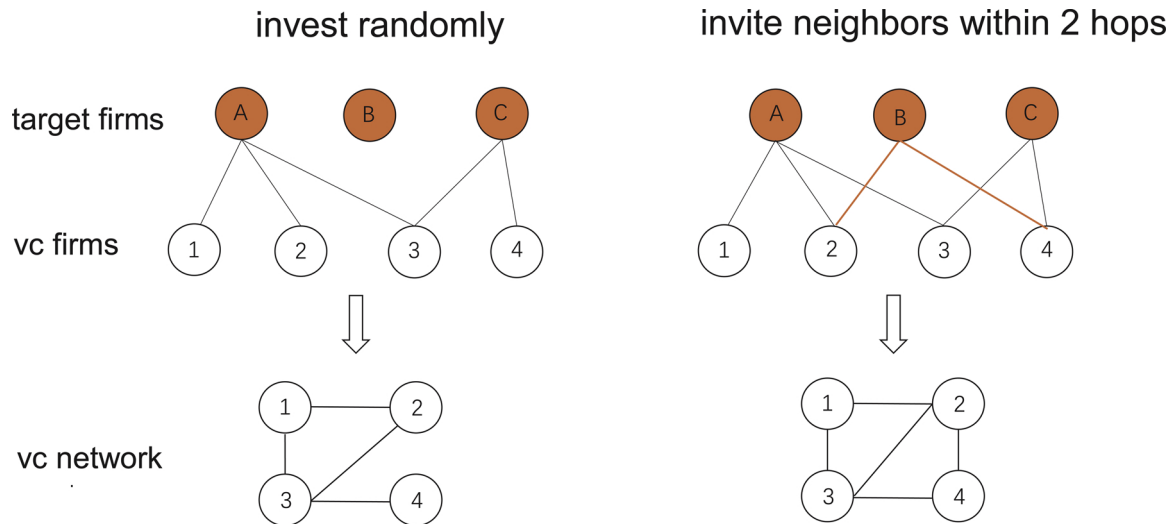 invest randomly
invite neighbors within 2 hops
target firms
A B C
A B C
vc firms
1 2 3 4
1 2 3 4
1 2
1 2
vc network
3 4
3 4